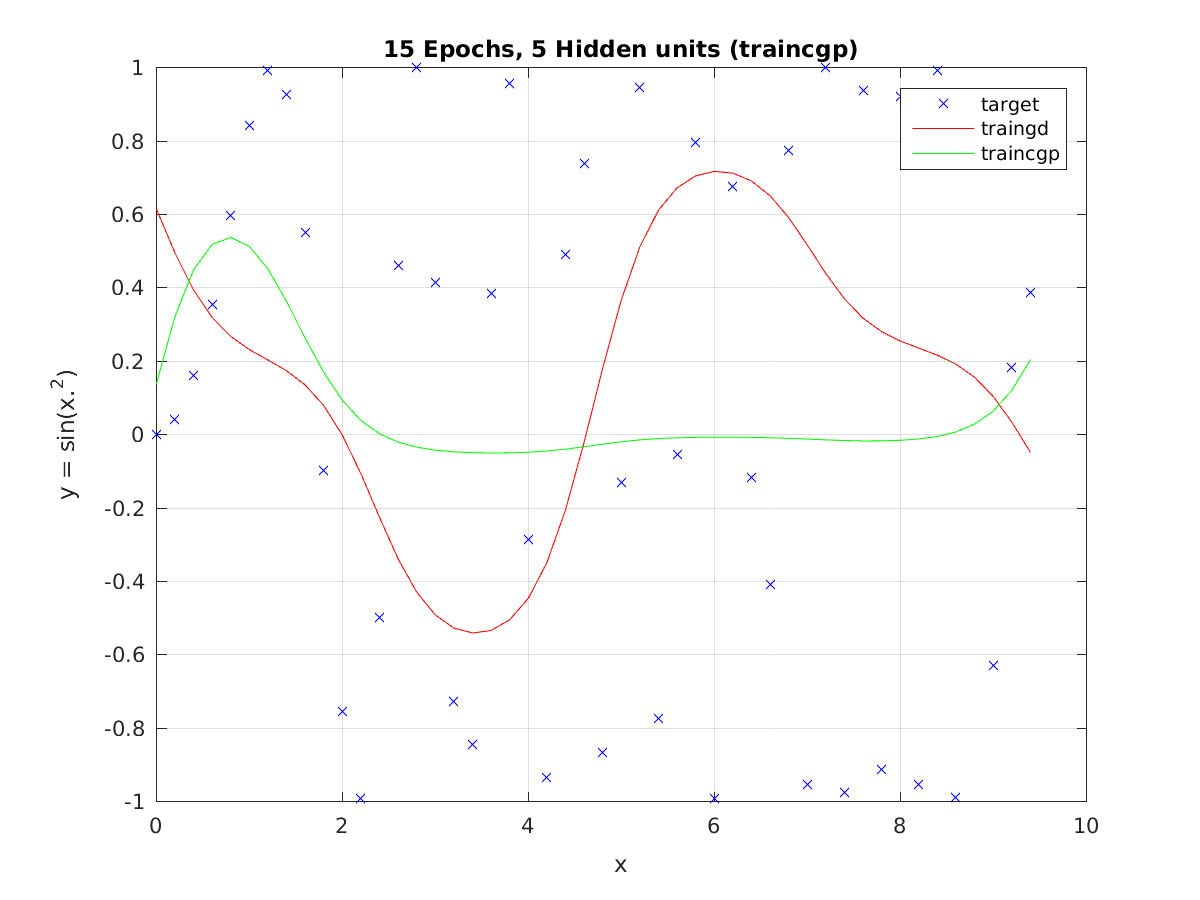 15 Epochs, 5 Hidden units (traincgp)
target
traingd
traincgp
y = sin(x.²)
1
0.8
0.6
0.4
0.2
0
-0.2
-0.4
-0.6
-0.8
-1
0 2 4 6 8 10
x